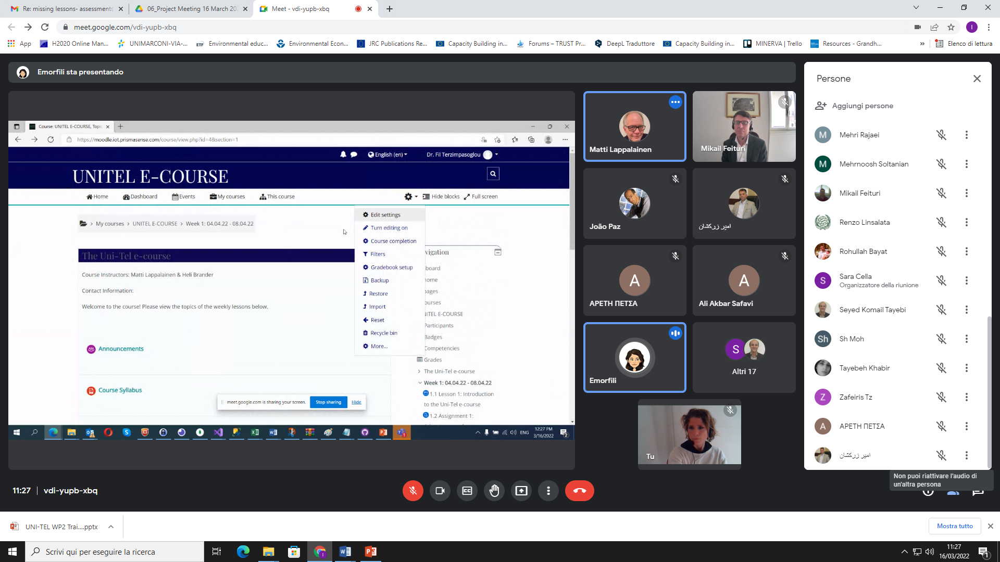 Re: missing lessons- assessments
06_Project Meeting 16 March 202
Meet - vdi-yupb-xbq
meet.google.com/vdi-yupb-xbq
I
App
H2020 Online Man...
UNIMARCONI-VIA-...
ETF Environmental educ...
Environmental Econ...
JRC Publications Re...
Capacity Building in...
Forums – TRUST Pr...
DeepL Traduttore
Capacity Building in...
MINERVA | Trello
Resources - Grandh...
»
Elenco di lettura
Emorfili sta presentando
Course: UNITEL E-COURSE, Topic
https://moodle.iot.prismasense.com/course/view.php?id=4&section=1
English (en)
Dr. Fil Terzimpasoglou
UNITEL E-COURSE
Home
Dashboard
Events
My courses
This course
Hide blocks
Full screen
My courses > UNITEL E-COURSE > Week 1: 04.04.22 - 08.04.22
Edit settings
Turn editing on
Course completion
Filters
Gradebook setup
Backup
Restore
Import
Reset
Recycle bin
More...
The Uni-Tel e-course
Course Instructors: Matti Lappalainen & Heli Brander
Contact Information:
Welcome to the course! Please view the topics of the weekly lessons below.
Announcements
Course Syllabus
vigation
board
ome
pages
ourses
NITEL E-COURSE
Participants
Badges
Competencies
Grades
The Uni-Tel e-course
Week 1: 04.04.22 - 08.04.22
1.1 Lesson 1: Introduction
to the Uni-Tel e-course
1.2 Assignment 1:
meet.google.com is sharing your screen.
Stop sharing
Hide
ENG
12:27 PM
3/16/2022
2
Matti Lappalainen
Mikail Feituri
João Paz
امیر زرکشان
A
ΑΡΕΤΗ ΠΕΤΣΑ
A
Ali Akbar Safavi
Emorfili
S
Altri 17
Tu
Persone
Aggiungi persone
M Mehri Rajaei
M Mehrnoosh Soltanian
Mikail Feituri
Renzo Linsalata
Rohullah Bayat
S Sara Cella
Organizzatore della riunione
Seyed Komail Tayebi
Sh Sh Moh
Tayebeh Khabir
Z Zafeiris Tz
A ΑΡΕΤΗ ΠΕΤΣΑ
امیر زرکشان
Non puoi riattivare l'audio di
un'altra persona
11:27 | vdi-yupb-xbq
CC
UNI-TEL WP2 Trai....pptx
Mostra tutto
Scrivi qui per eseguire la ricerca
11:27
16/03/2022
1